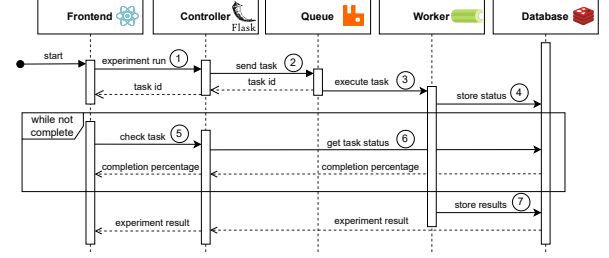 Frontend
Controller
Flask
Queue
Worker
Database
start
experiment run 1
send task 2
task id
task id
execute task 3
store status 4
while not
complete
check task 5
get task status 6
completion percentage
completion percentage
store results 7
experiment result
experiment result